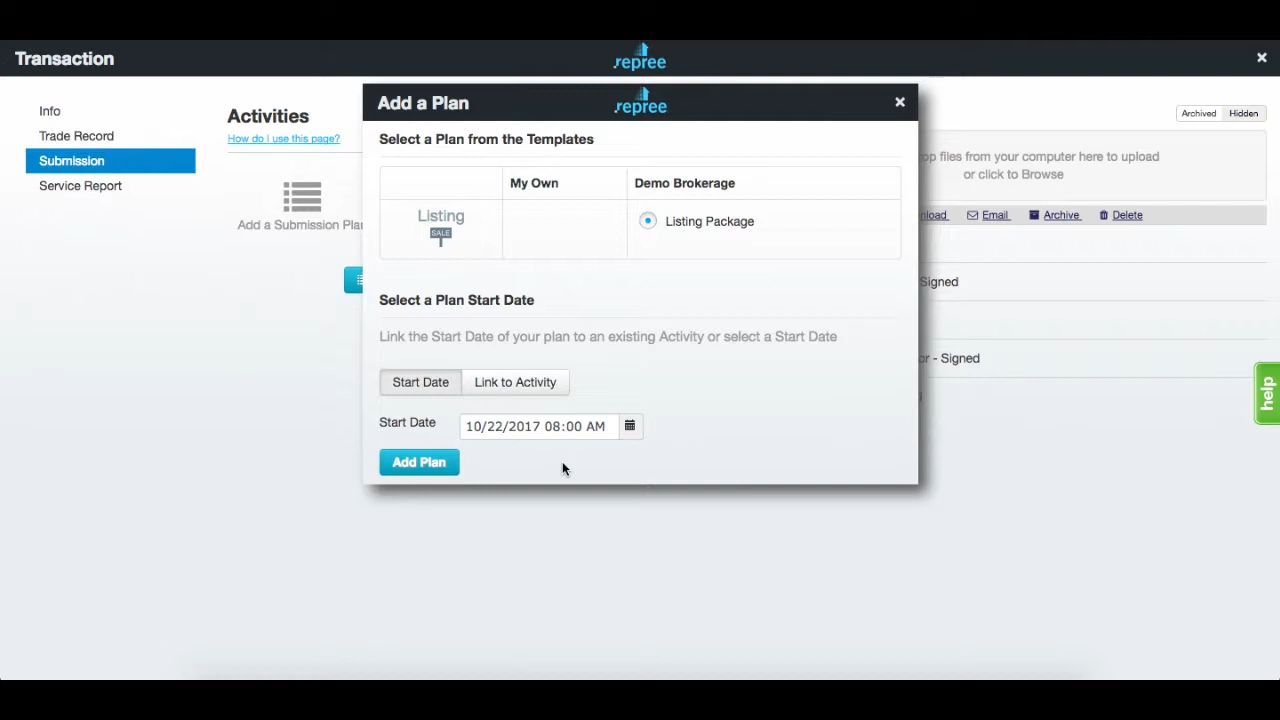 Transaction
.repree
Info
Trade Record
Submission
Service Report
Activities
How do I use this page?
Add a Submission Pla
Archived Hidden
op files from your computer here to upload
or click to Browse
nload Email Archive Delete
Signed
or - Signed
help
Add a Plan
.repree
Select a Plan from the Templates
My Own Demo Brokerage
Listing
SALE
Listing Package
Select a Plan Start Date
Link the Start Date of your plan to an existing Activity or select a Start Date
Start Date Link to Activity
Start Date 10/22/2017 08:00 AM
Add Plan